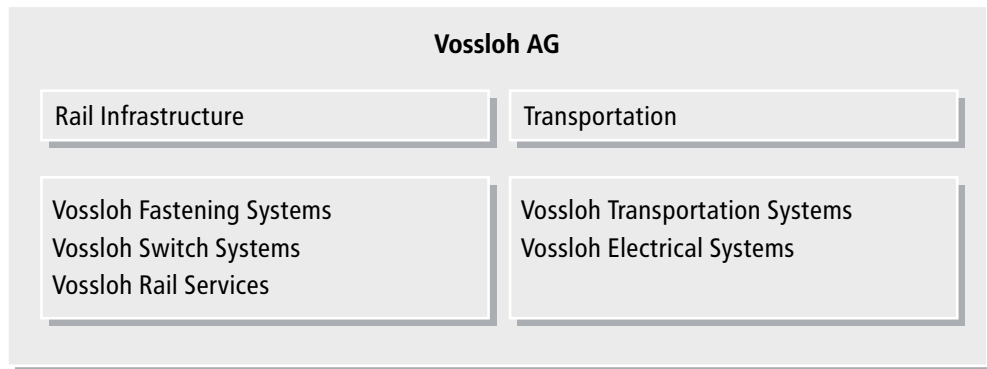 Vossloh AG
Rail Infrastructure
Transportation
Vossloh Fastening Systems
Vossloh Switch Systems
Vossloh Rail Services
Vossloh Transportation Systems
Vossloh Electrical Systems